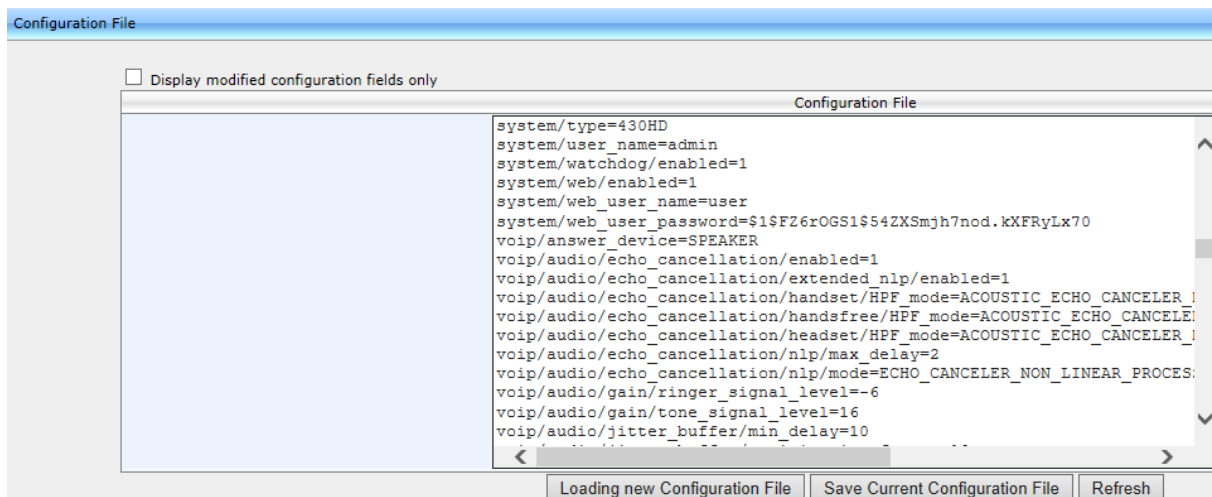 Configuration File
Display modified configuration fields only
Configuration File
system/type=430HD
system/user_name=admin
system/watchdog/enabled=1
system/web/enabled=1
system/web_user_name=user
system/web_user_password=$1$FZ6rOGS1$54ZXSmjh7nod.kXFRyLx70
voip/answer_device=SPEAKER
voip/audio/echo_cancellation/enabled=1
voip/audio/echo_cancellation/extended_nlp/enabled=1
voip/audio/echo_cancellation/handset/HPF_mode=ACOUSTIC_ECHO_CANCELER_
voip/audio/echo_cancellation/handsfree/HPF_mode=ACOUSTIC_ECHO_CANCELE
voip/audio/echo_cancellation/headset/HPF_mode=ACOUSTIC_ECHO_CANCELER_
voip/audio/echo_cancellation/nlp/max_delay=2
voip/audio/echo_cancellation/nlp/mode=ECHO_CANCELER_NON_LINEAR_PROCES
voip/audio/gain/ringer_signal_level=-6
voip/audio/gain/tone_signal_level=16
voip/audio/jitter_buffer/min_delay=10
Loading new Configuration File
Save Current Configuration File
Refresh